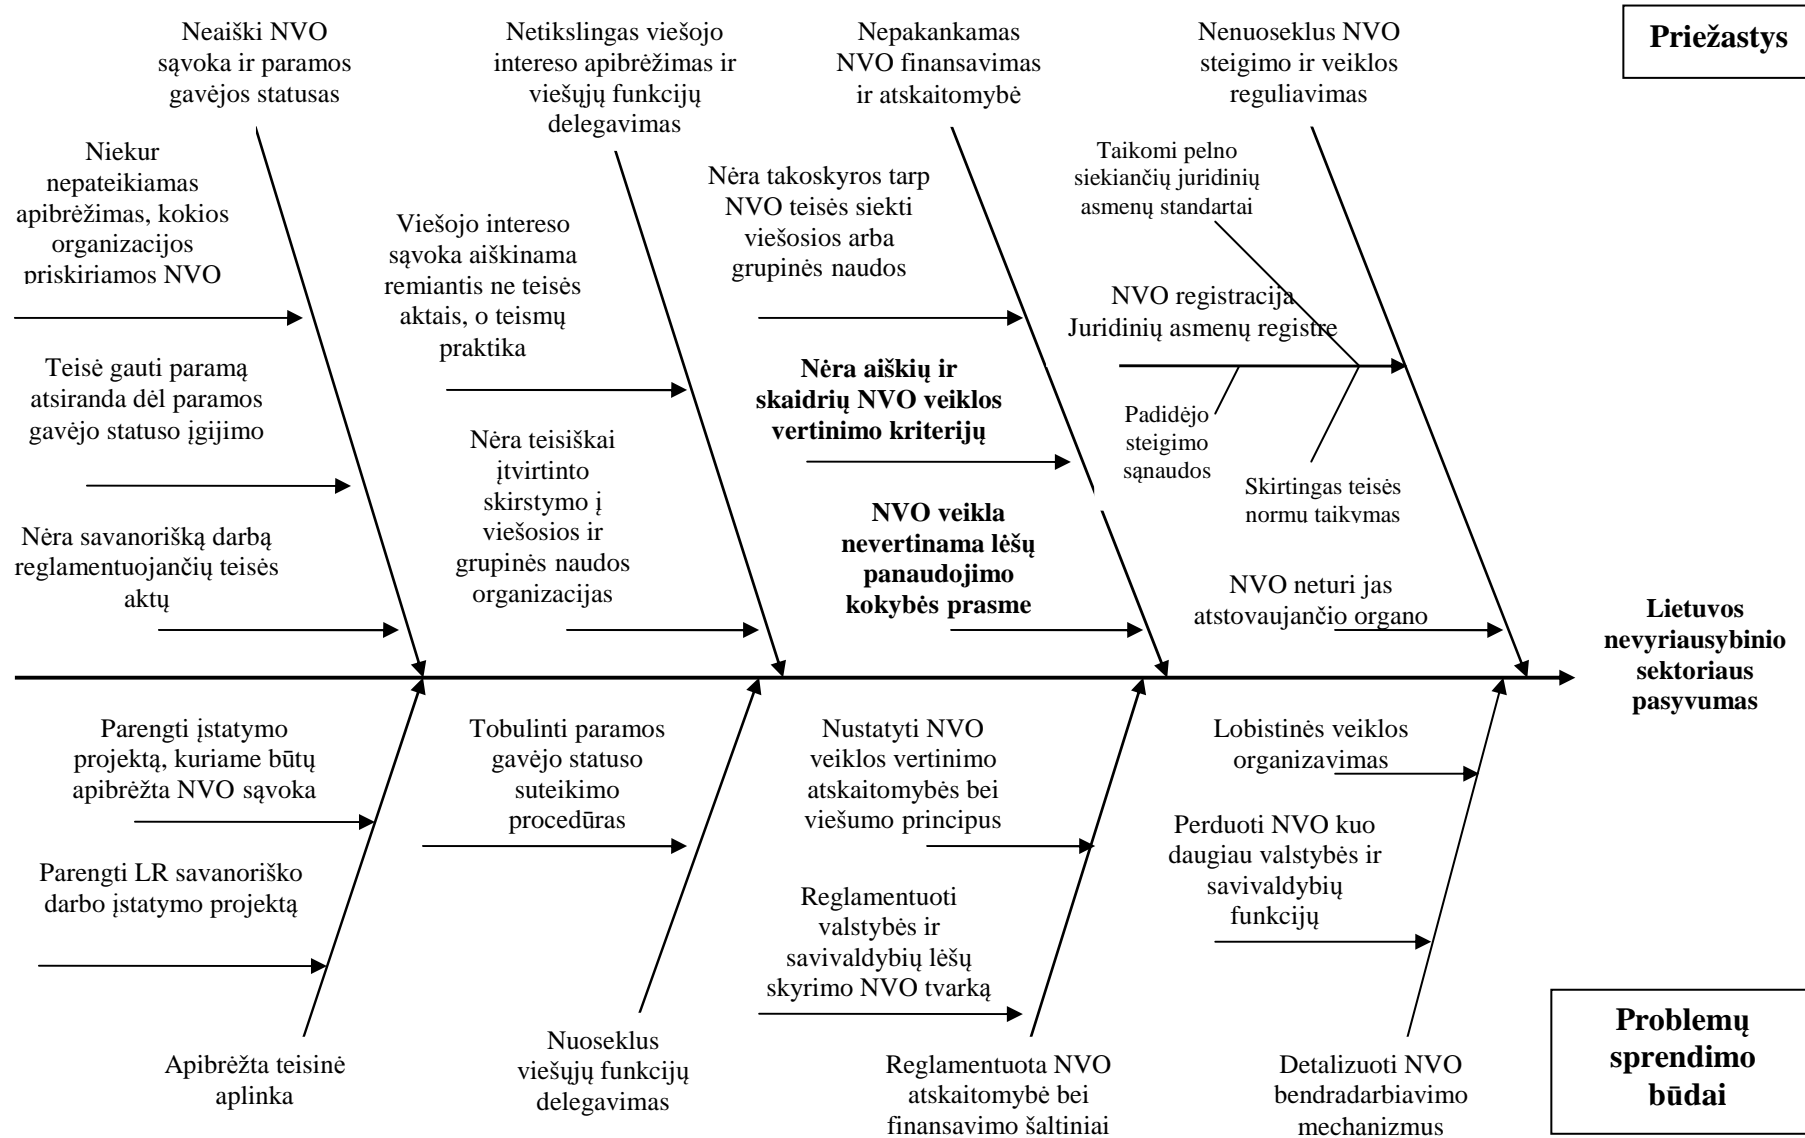 Neaiški NVO
sąvoka ir paramos
gavėjos statusas
Netikslingas viešojo
intereso apibrėžimas ir
viešųjų funkcijų
delegavimas
Nepakankamas
NVO finansavimas
ir atskaitomybė
Nenuoseklus NVO
steigimo ir veiklos
reguliavimas
Priežastys
Niekur
nepateikiamas
apibrėžimas, kokios
organizacijos
priskiriamos NVO
Teisė gauti paramą
atsiranda dėl paramos
gavėjo statuso įgijimo
Nėra savanorišką darbą
reglamentuojančių teisės
aktų
Viešojo intereso
sąvoka aiškinama
remiantis ne teisės
aktais, o teismų
praktika
Nėra teisiškai
įtvirtinto
skirstymo į
viešosios ir
grupinės naudos
organizacijas
Nėra takoskyros tarp
NVO teisės siekti
viešosios arba
grupinės naudos
Nėra aiškių ir
skaidrių NVO veiklos
vertinimo kriterijų
NVO veikla
nevertinama lėšų
panaudojimo
kokybės prasme
Taikomi pelno
siekiančių juridinių
asmenų standartai
NVO registracija
Juridinių asmenų registre
Padidėjo
steigimo
sąnaudos
Skirtingas teisės
normu taikymas
NVO neturi jas
atstovaujančio organo
Lietuvos
nevyriausybinio
sektoriaus
pasyvumas
Parengti įstatymo
projektą, kuriame būtų
apibrėžta NVO sąvoka
Parengti LR savanoriško
darbo įstatymo projektą
Apibrėžta teisinė
aplinka
Tobulinti paramos
gavėjo statuso
suteikimo
procedūras
Nuoseklus
viešųjų funkcijų
delegavimas
Nustatyti NVO
veiklos vertinimo
atskaitomybės bei
viešumo principus
Reglamentuoti
valstybės ir
savivaldybių lėšų
skyrimo NVO tvarką
Reglamentuota NVO
atskaitomybė bei
finansavimo šaltiniai
Lobistinės veiklos
organizavimas
Perduoti NVO kuo
daugiau valstybės ir
savivaldybių
funkcijų
Detalizuoti NVO
bendradarbiavimo
mechanizmus
Problemų
sprendimo
būdai